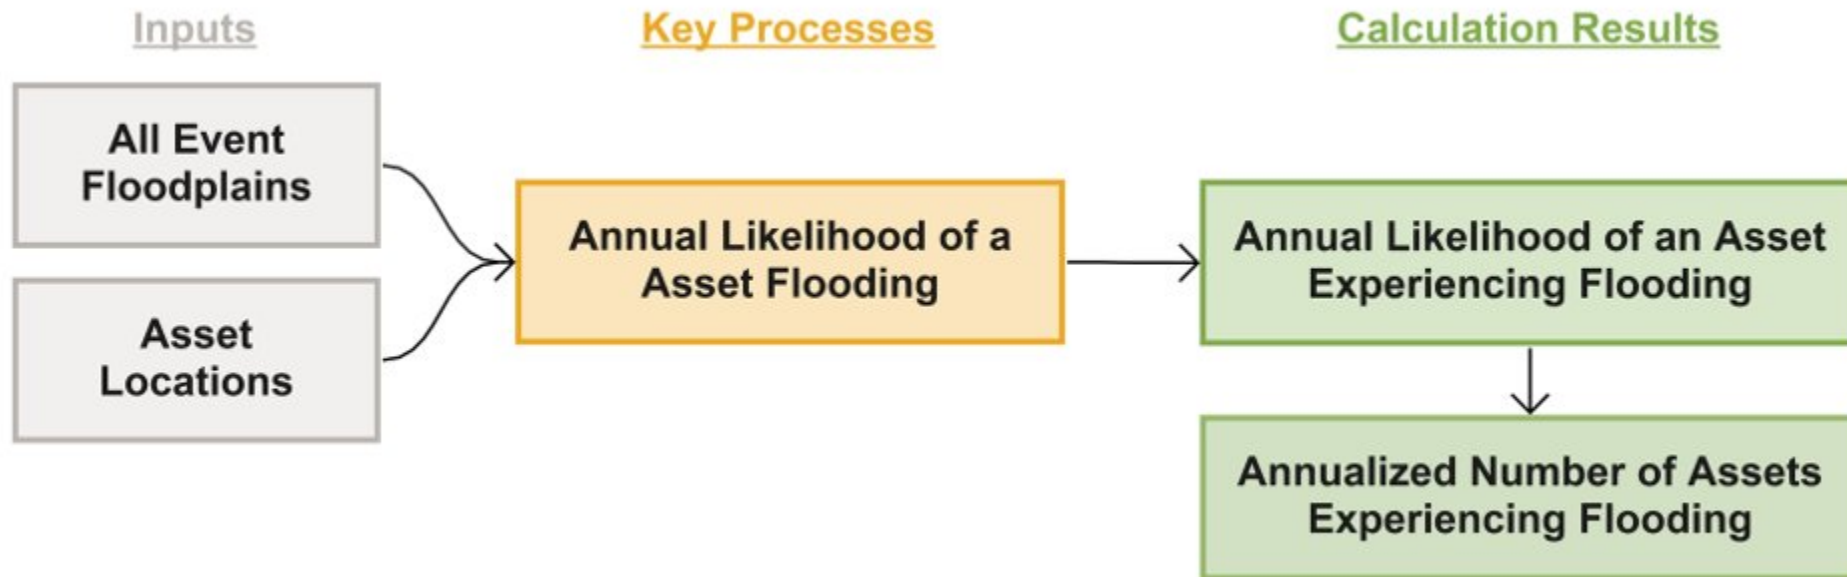 Inputs
Key Processes
Calculation Results
All Event
Floodplains
Asset
Locations
Annual Likelihood of a
Asset Flooding
Annual Likelihood of an Asset
Experiencing Flooding
Annualized Number of Assets
Experiencing Flooding